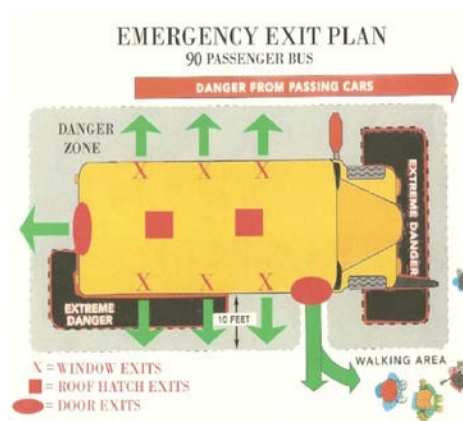 EMERGENCY EXIT PLAN
90 PASSENGER BUS
DANGER FROM PASSING CARS
DANGER
ZONE
X X X
EXTREME DANGER
X X X
EXTREME
DANGER
10 FEET
WALKING AREA
X = WINDOW EXITS
= ROOF HATCH EXITS
= DOOR EXITS